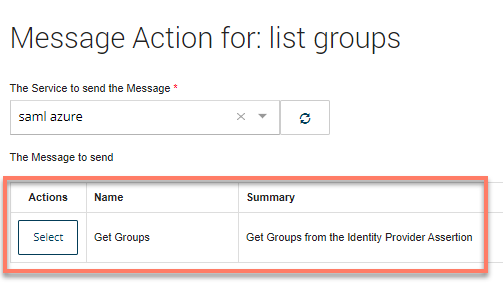 Message Action for: list groups
The Service to send the Message *
saml azure
The Message to send
Actions Name Summary
Select Get Groups Get Groups from the Identity Provider Assertion